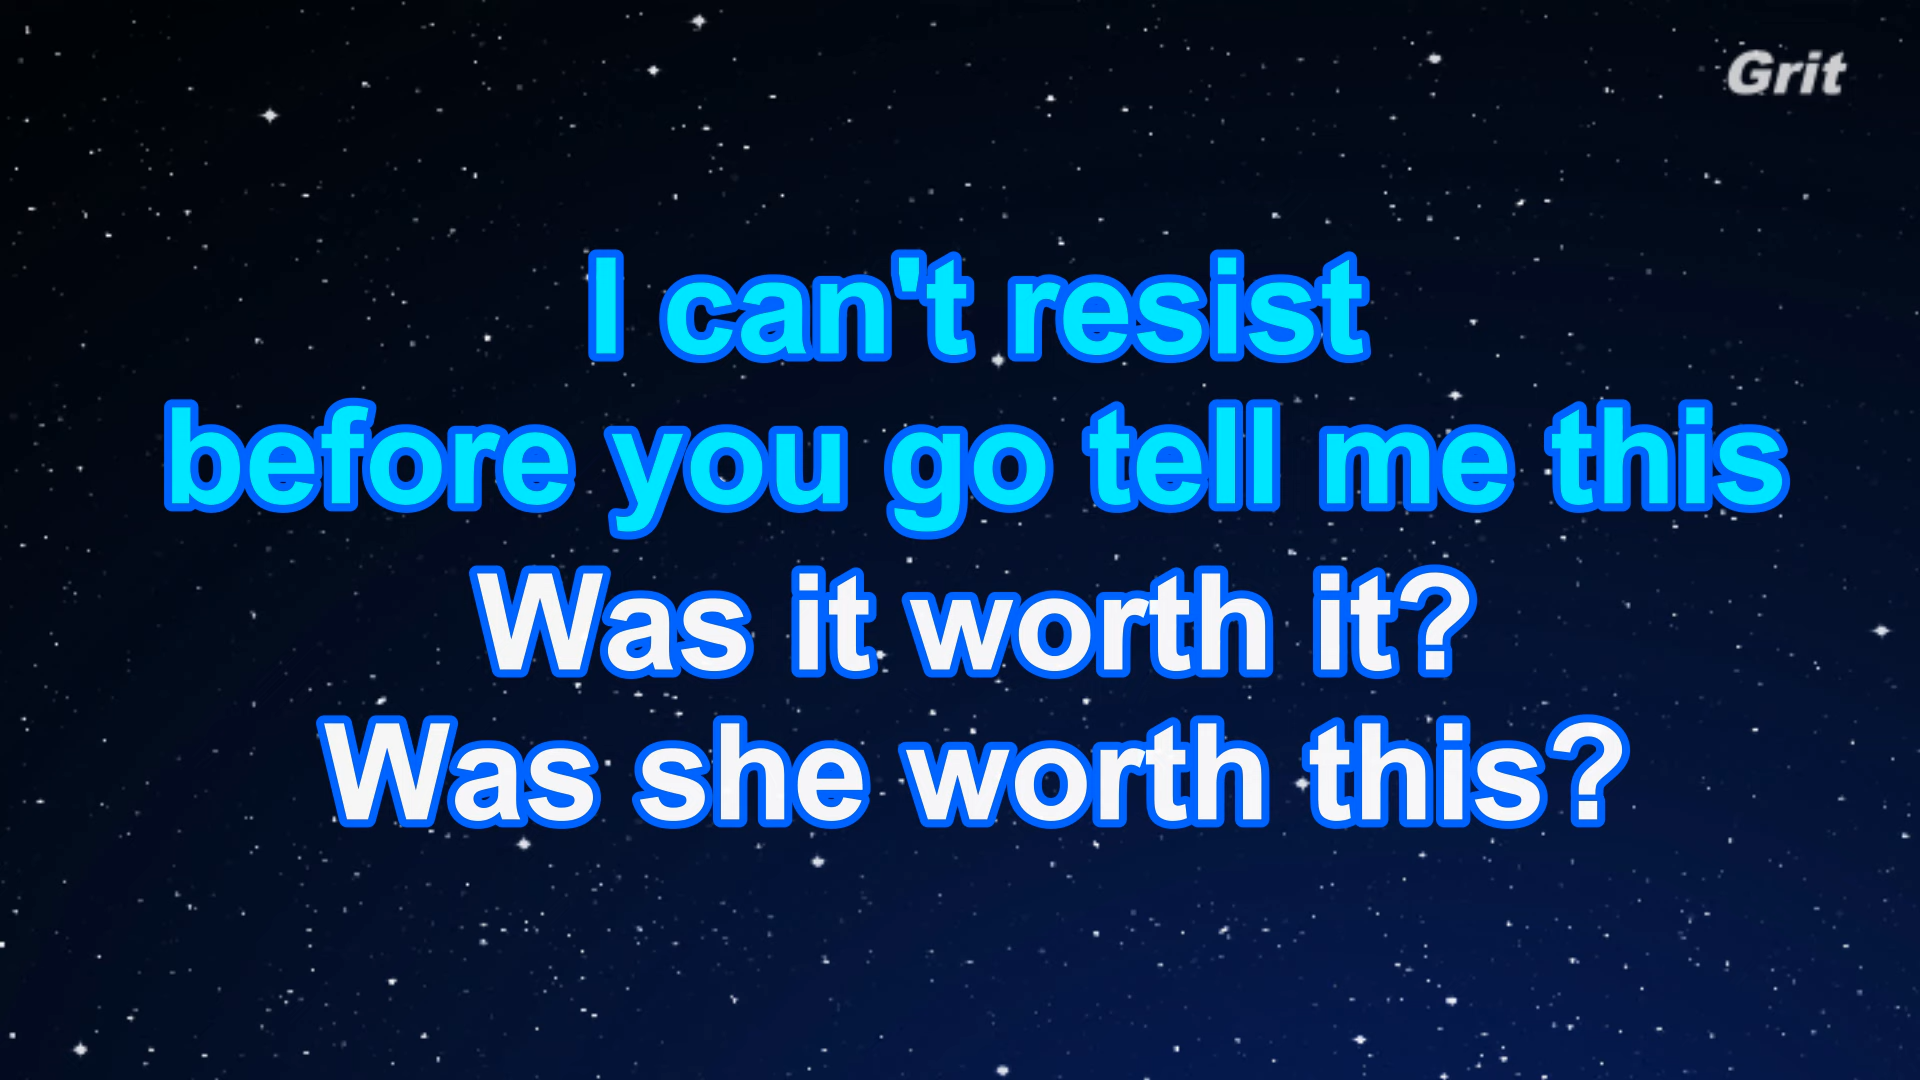 Grit
I can't resist
before you go tell me this
Was it worth it?
Was she worth this?